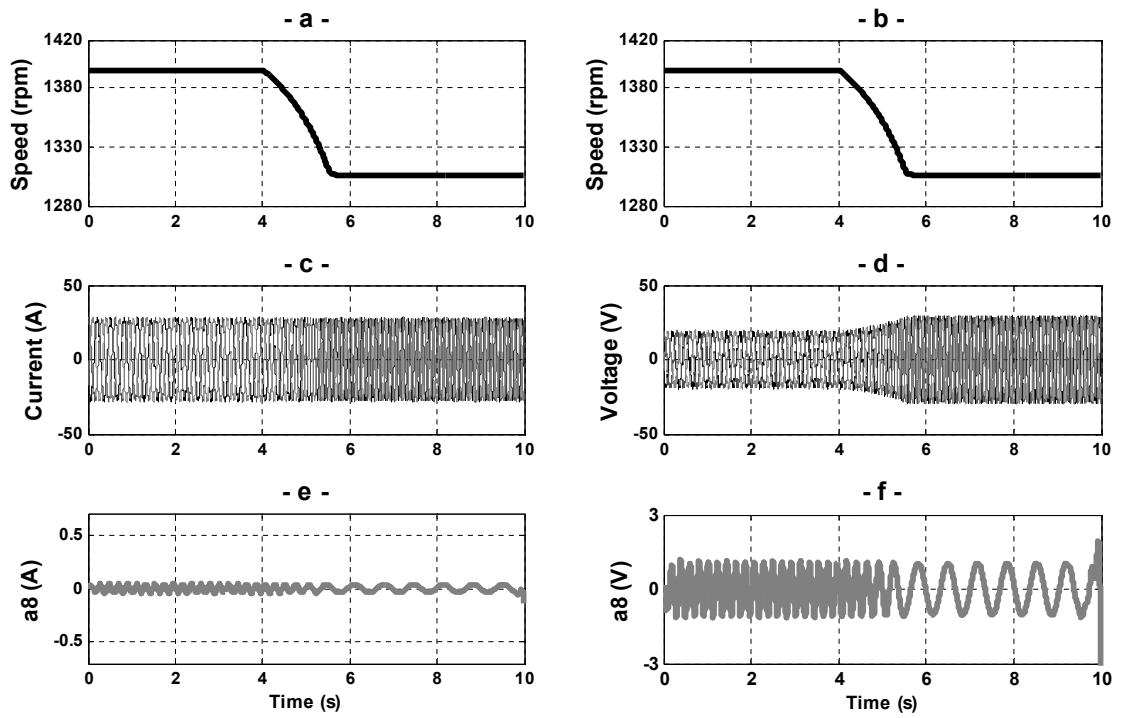 - a -
Speed (rpm)
1420
1380
1330
1280
0 2 4 6 8 10
- b -
Speed (rpm)
1420
1380
1330
1280
0 2 4 6 8 10
- c -
Current (A)
50
0
-50
0 2 4 6 8 10
- d -
Voltage (V)
50
0
-50
0 2 4 6 8 10
- e -
a8 (A)
0.5
0
-0.5
0 2 4 6 8 10
Time (s)
- f -
a8 (V)
3
0
-3
0 2 4 6 8 10
Time (s)